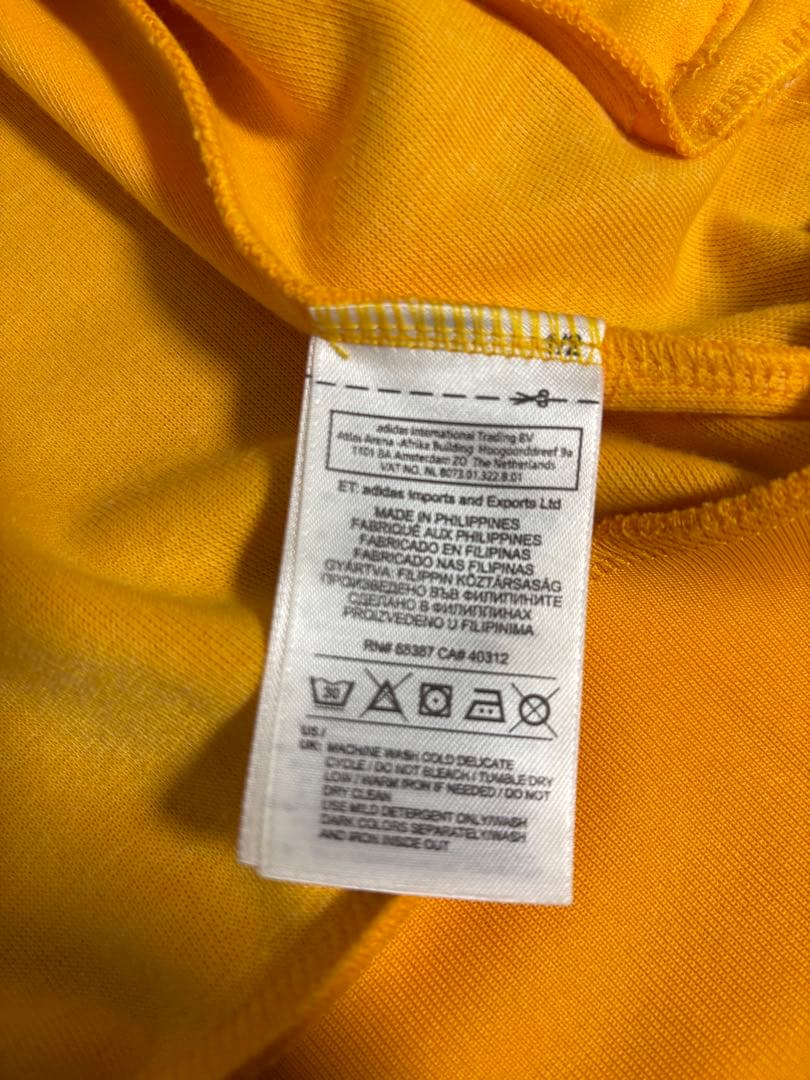 adidas International Trading BV
Atlas Arena -Afrika Building Hoogoorddreef 9a
1101 BA Amsterdam ZO The Netherlands
VAT NO. NL 8073.01.322.B.01
ET: adidas Imports and Exports Ltd
MADE IN PHILIPPINES
FABRIQUÉ AUX PHILIPPINES
FABRICADO EN FILIPINAS
FABRICADO NAS FILIPINAS
GYÁRTVA: FILIPPIN KÖZTÁRSASÁG
ПРОИЗВЕДЕНО ВЪВ ФИЛИПИНИТЕ
СДЕЛАНО В ФИЛИППИНАХ
PROIZVEDENO U FILIPINIMA
RN# 88387 CA# 40312
30
US /
UK: MACHINE WASH COLD DELICATE
CYCLE / DO NOT BLEACH / TUMBLE DRY
LOW / WARM IRON IF NEEDED / DO NOT
DRY CLEAN
USE MILD DETERGENT ONLY/WASH
DARK COLORS SEPARATELY/WASH
AND IRON INSIDE OUT